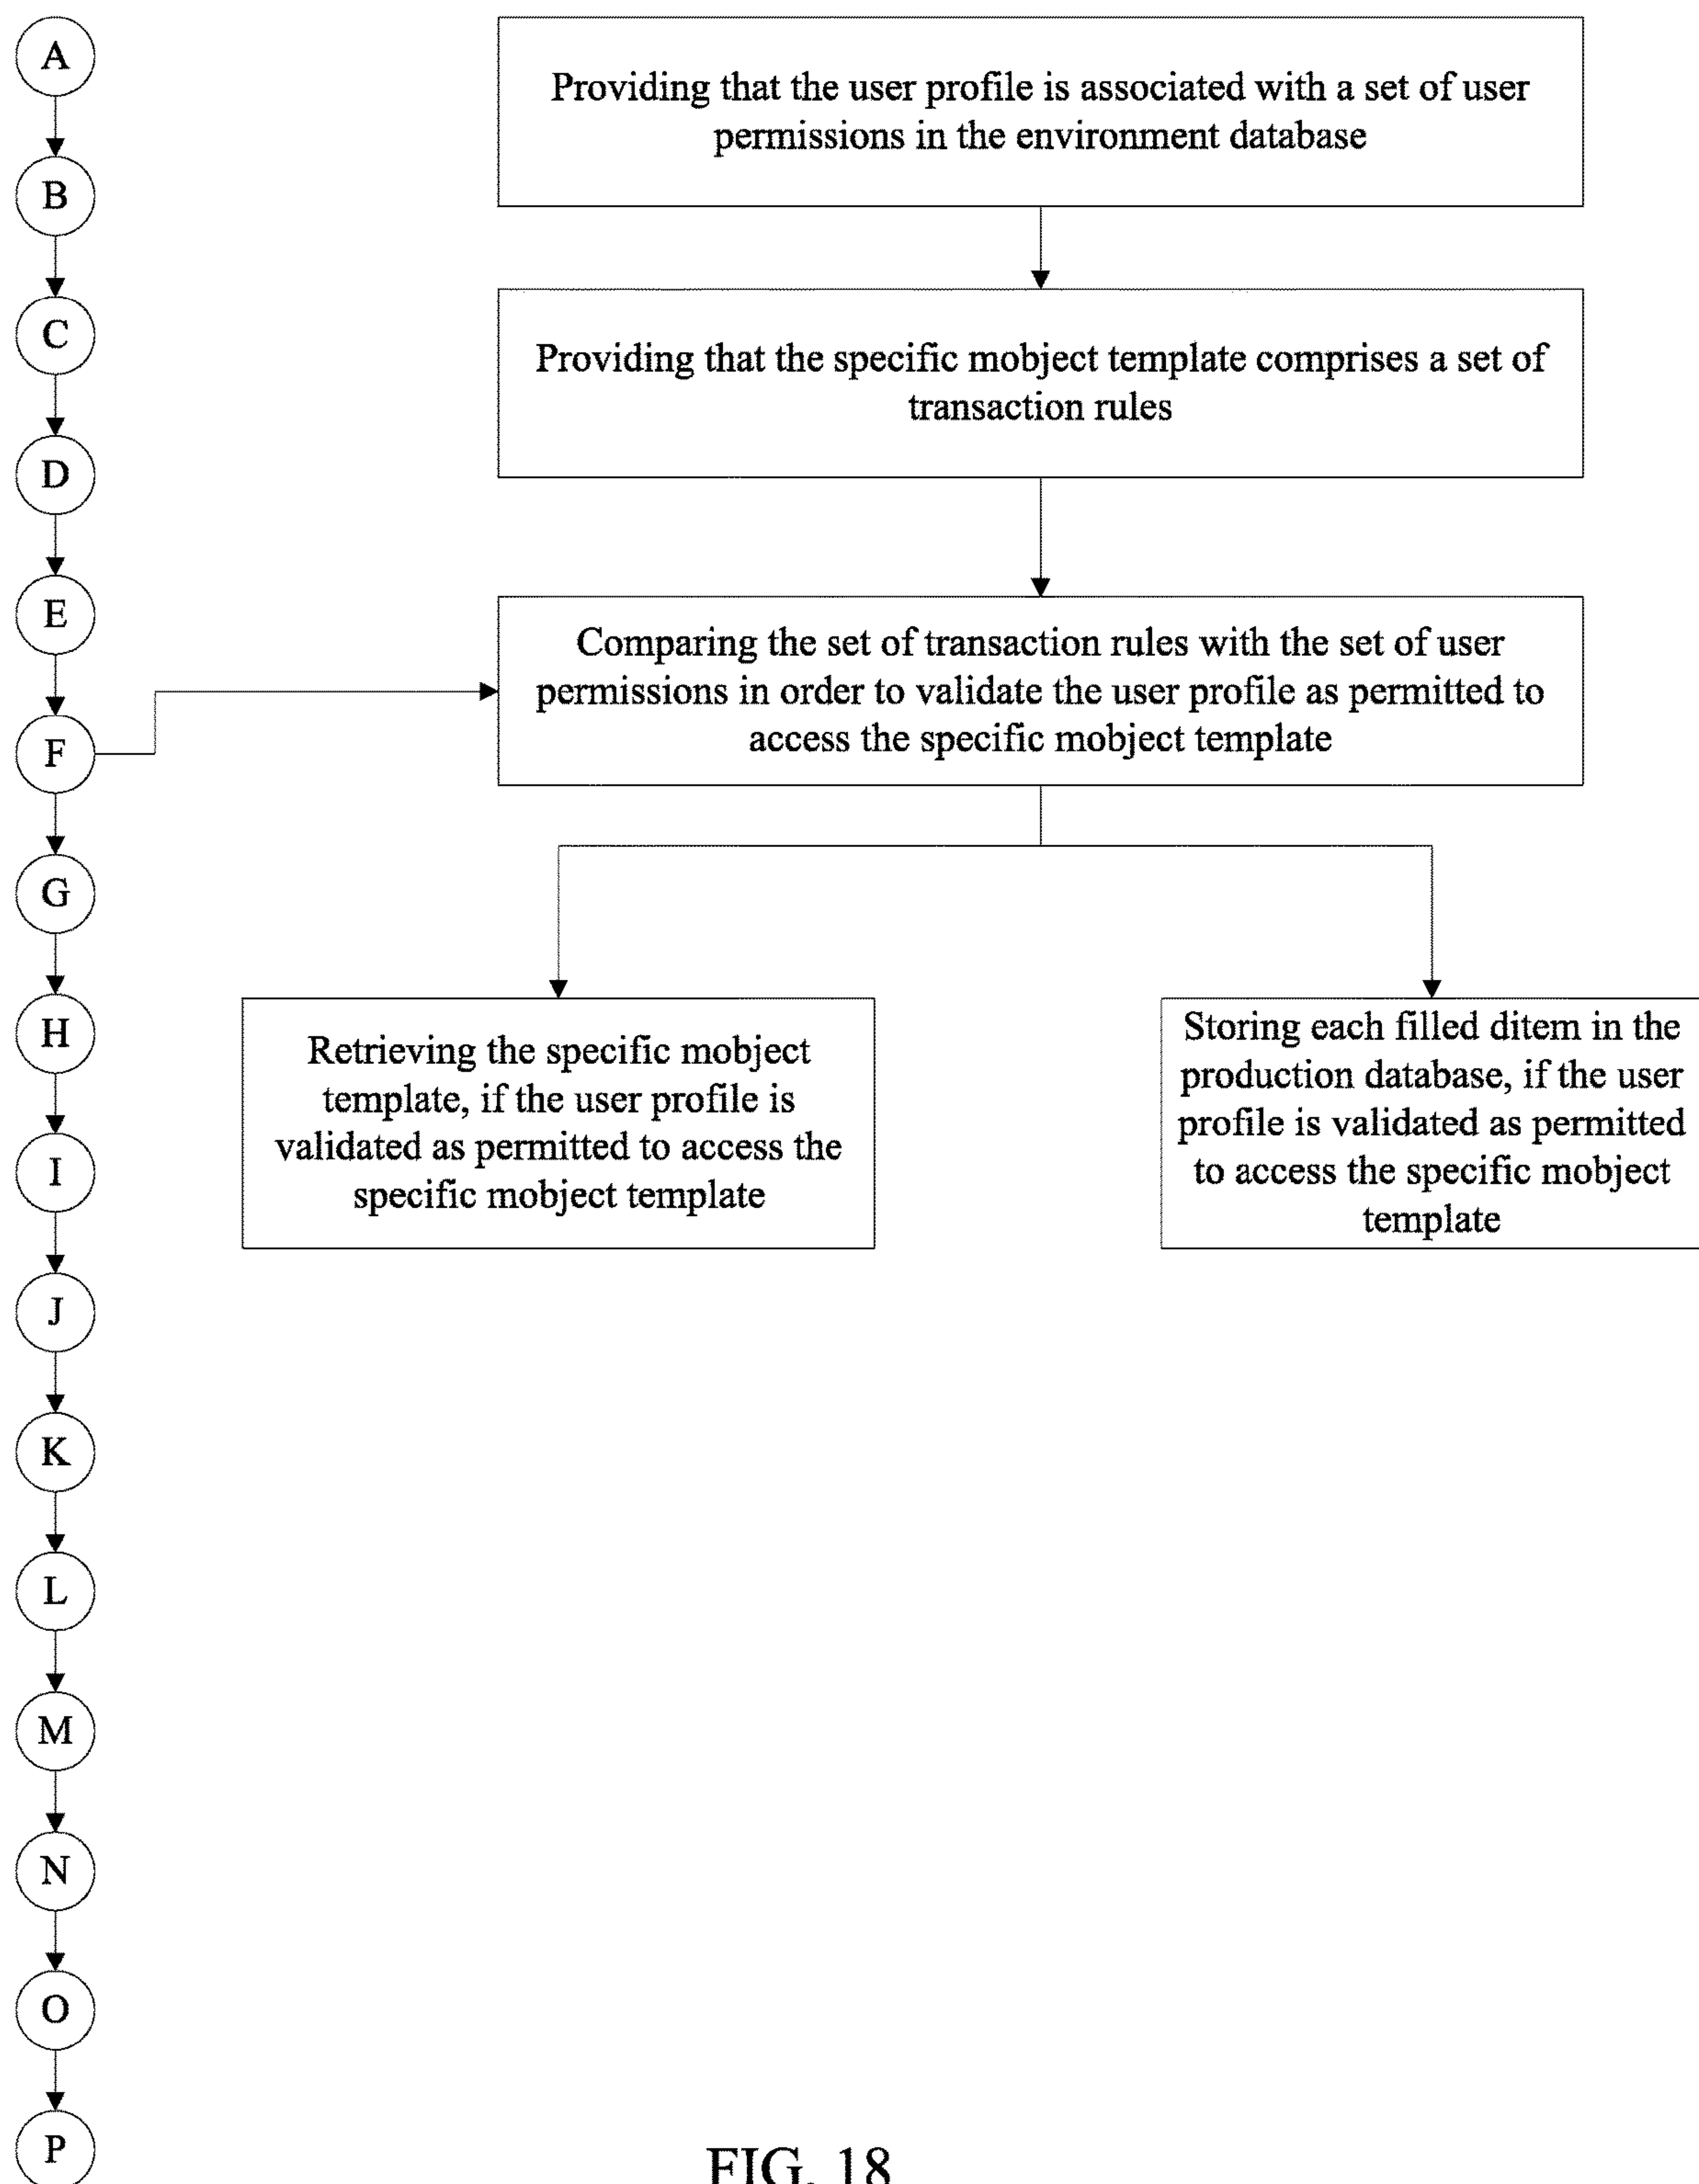 A
B
C
D
E
F
G
H
I
J
K
L
M
N
O
P
Providing that the user profile is associated with a set of user
permissions in the environment database
Providing that the specific mobject template comprises a set of
transaction rules
Comparing the set of transaction rules with the set of user
permissions in order to validate the user profile as permitted to
access the specific mobject template
Retrieving the specific mobject
template, if the user profile is
validated as permitted to access the
specific mobject template
Storing each filled ditem in the
production database, if the user
profile is validated as permitted
to access the specific mobject
template
FIG. 18